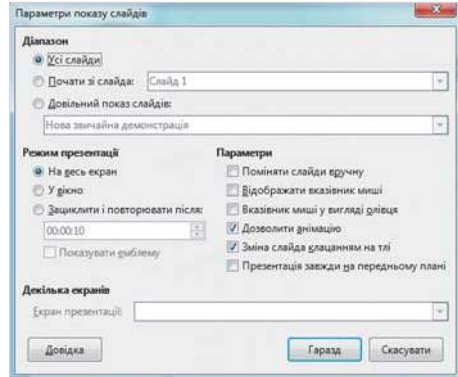 Параметри показу слайдів
Діапазон
Усі слайди
Почати зі слайда: Слайд 1
Довільний показ слайдів:
Нова звичайна демонстрація
Режим презентації
На весь екран
У вікно
Зациклити і повторювати після:
00:00:10
Показувати емблему
Параметри
Поміняти слайди вручну
Відображати вказівник миші
Вказівник миші у вигляді олівця
Дозволити анімацію
Зміна слайда клацанням на тлі
Презентація завжди на передньому плані
Декілька екранів
Екран презентації:
Довідка Гаразд Скасувати